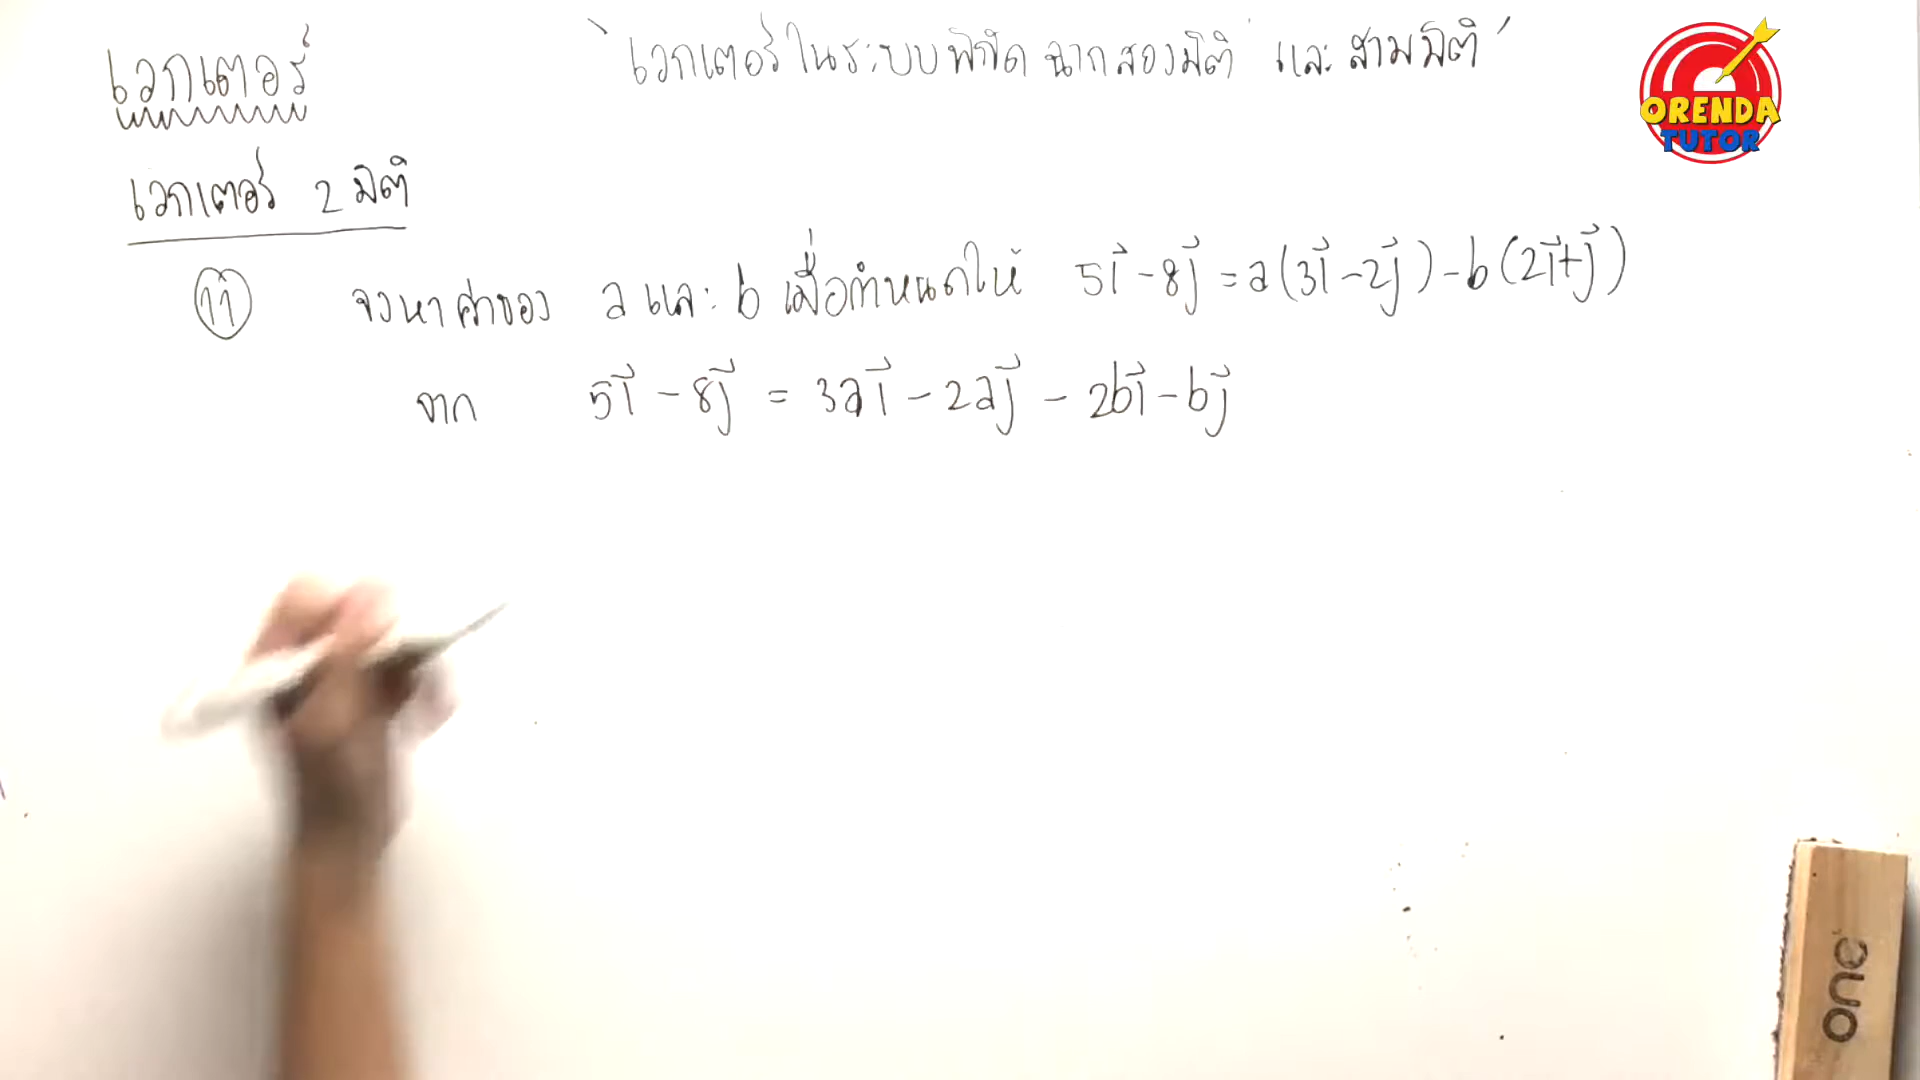 เวกเตอร์
`เวกเตอร์ในระบบพิกัดฉากสองมิติ และ สามมิติ'
ORENDA
TUTOR
เวกเตอร์ 2 มิติ
11 จงหาค่าของ a และ b เมื่อกำหนดให้ 5i⃗ - 8j⃗ = a(3i⃗ - 2j⃗) - b(2i⃗ + j⃗)
จาก 5i⃗ - 8j⃗ = 3ai⃗ - 2aj⃗ - 2bi⃗ - bj⃗
ONE